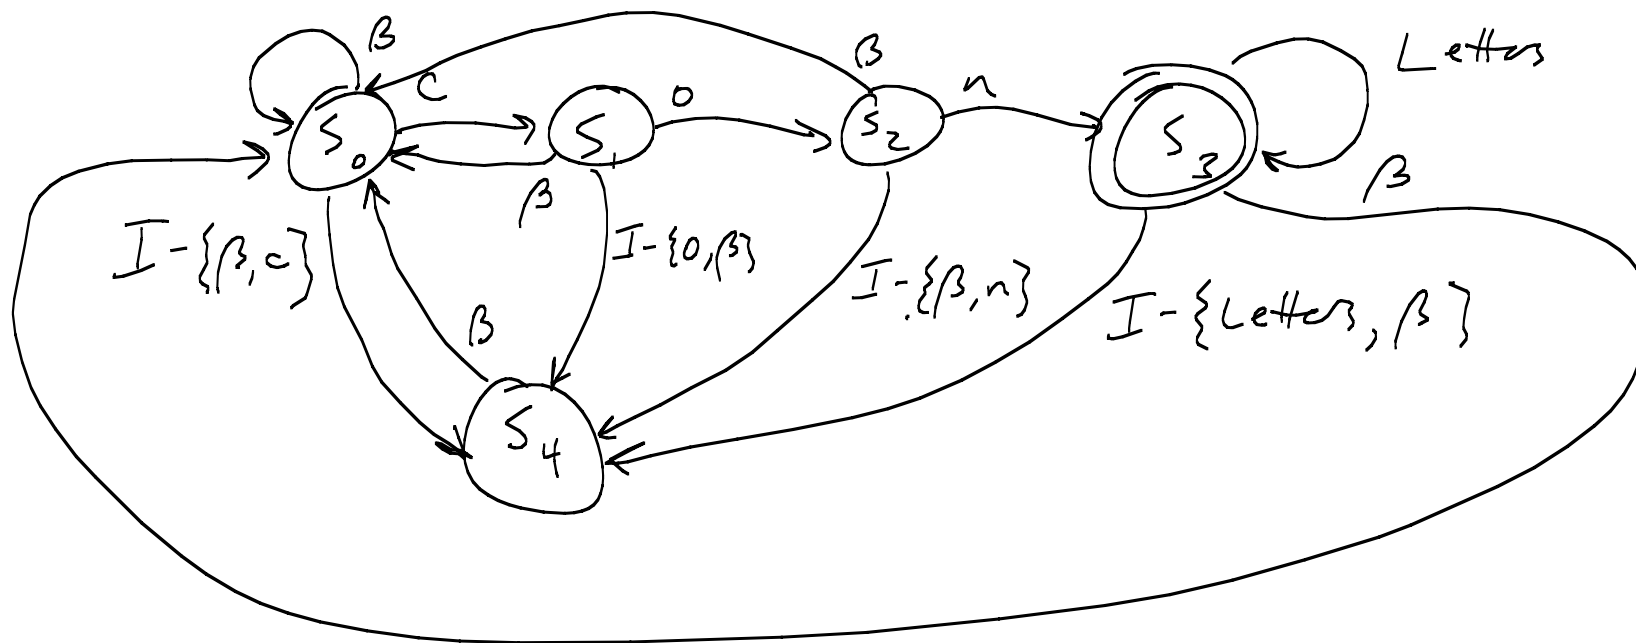 β
β
Letters
C
o
n
S₀
S₁
S₂
S₃
β
β
I-{β,c}
I-{o,β}
I-{β,n}
I-{Letters, β}
β
S₄